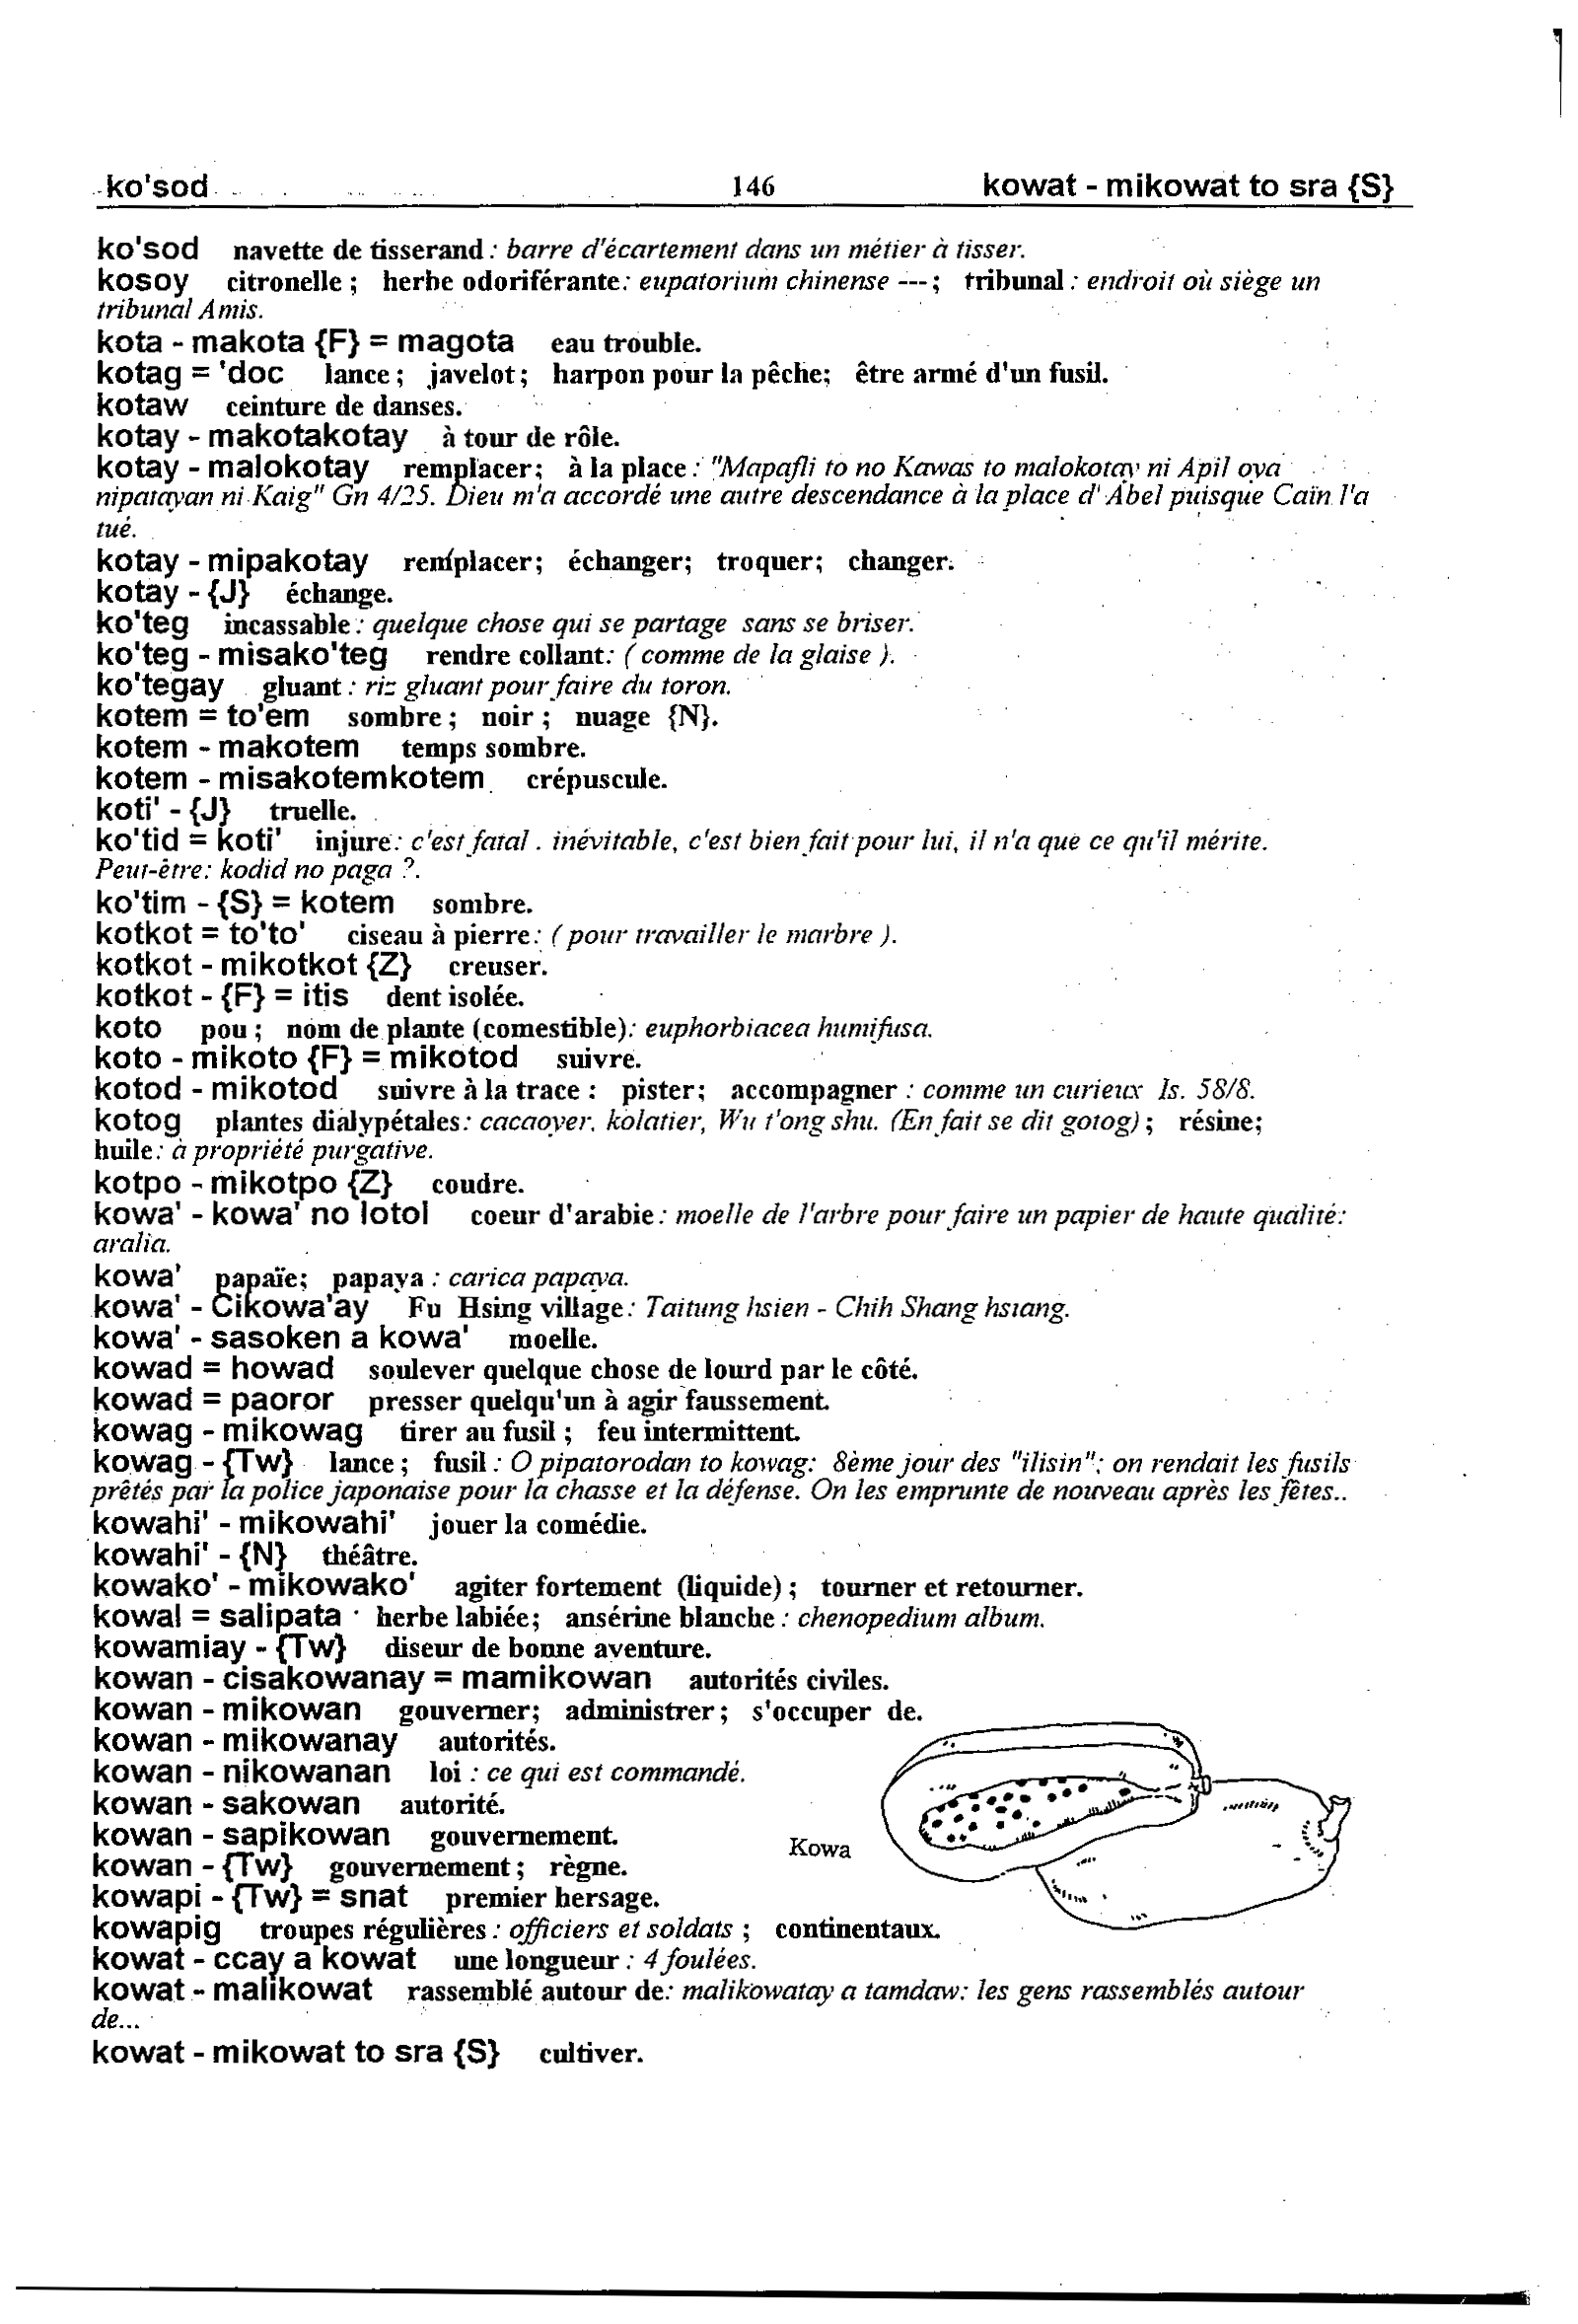 ko'sod 146 kowat - mikowat to sra {S}
ko'sod navette de tisserand : barre d'écartement dans un métier à tisser.
kosoy citronelle ; herbe odoriférante: eupatorium chinense ---; tribunal : endroit où siège un
tribunal Amis.
kota - makota {F} = magota eau trouble.
kotag = 'doc lance ; javelot ; harpon pour la pêche; être armé d'un fusil.
kotaw ceinture de danses.
kotay - makotakotay à tour de rôle.
kotay - malokotay remplacer; à la place : "Mapafli to no Kawas to malokotay ni Apil oya
nipatayan ni Kaig" Gn 4/25. Dieu m'a accordé une autre descendance à la place d' Abel puisque Caïn l'a
tué.
kotay - mipakotay remplacer; échanger; troquer; changer.
kotay - {J} échange.
ko'teg incassable : quelque chose qui se partage sans se briser.
ko'teg - misako'teg rendre collant: ( comme de la glaise ).
ko'tegay gluant : riz gluant pour faire du toron.
kotem = to'em sombre ; noir ; nuage {N}.
kotem - makotem temps sombre.
kotem - misakotemkotem crépuscule.
koti' - {J} truelle.
ko'tid = koti' injure: c'est fatal . inévitable, c'est bien fait pour lui, il n'a que ce qu'il mérite.
Peut-être: kodid no paga ?.
ko'tim - {S} = kotem sombre.
kotkot = to'to' ciseau à pierre: ( pour travailler le marbre ).
kotkot - mikotkot {Z} creuser.
kotkot - {F} = itis dent isolée.
koto pou ; nom de plante (comestible): euphorbiacea humifusa.
koto - mikoto {F} = mikotod suivre.
kotod - mikotod suivre à la trace : pister; accompagner : comme un curieux Is. 58/8.
kotog plantes dialypétales: cacaoyer. kolatier, Wu t'ong shu. (En fait se dit gotog) ; résine;
huile: à propriété purgative.
kotpo - mikotpo {Z} coudre.
kowa' - kowa' no lotol coeur d'arabie : moelle de l'arbre pour faire un papier de haute qualité:
aralia.
kowa' papaïe; papaya : carica papaya.
kowa' - Cikowa'ay Fu Hsing village: Taitung hsien - Chih Shang hsiang.
kowa' - sasoken a kowa' moelle.
kowad = howad soulever quelque chose de lourd par le côté.
kowad = paoror presser quelqu'un à agir faussement.
kowag - mikowag tirer au fusil ; feu intermittent.
kowag - {Tw} lance ; fusil : O pipatorodan to kowag: 8ème jour des "ilisin": on rendait les fusils
prêtés par la police japonaise pour la chasse et la défense. On les emprunte de nouveau après les fêtes..
kowahi' - mikowahi' jouer la comédie.
kowahi' - {N} théâtre.
kowako' - mikowako' agiter fortement (liquide) ; tourner et retourner.
kowal = salipata herbe labiée; ansérine blanche : chenopedium album.
kowamiay - {Tw} diseur de bonne aventure.
kowan - cisakowanay = mamikowan autorités civiles.
kowan - mikowan gouverner; administrer ; s'occuper de.
kowan - mikowanay autorités.
kowan - nikowanan loi : ce qui est commandé.
kowan - sakowan autorité.
kowan - sapikowan gouvernement.
Kowa
kowan - {Tw} gouvernement ; règne.
kowapi - {Tw} = snat premier hersage.
kowapig troupes régulières : officiers et soldats ; continentaux.
kowat - ccay a kowat une longueur : 4 foulées.
kowat - malikowat rassemblé autour de: malikowatay a tamdaw: les gens rassemblés autour
de...
kowat - mikowat to sra {S} cultiver.